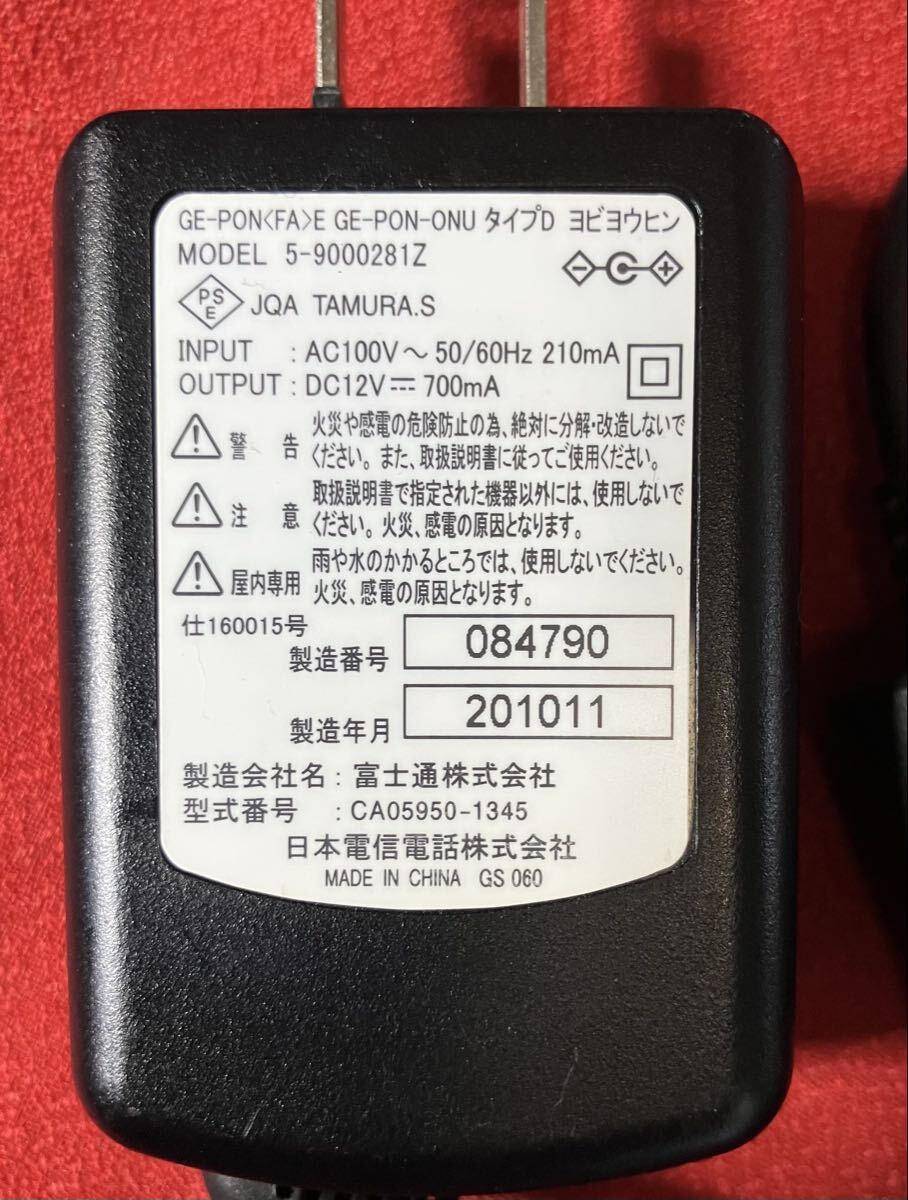 GE-PON<FA>E GE-PON-ONU タイプD ヨビヨウヒン
MODEL 5-9000281Z
PSE JQA TAMURA.S
INPUT : AC100V～ 50/60Hz 210mA
OUTPUT : DC12V⎓ 700mA
警 告 火災や感電の危険防止の為、絶対に分解・改造しないで
ください。また、取扱説明書に従ってご使用ください。
注 意 取扱説明書で指定された機器以外には、使用しないで
ください。火災、感電の原因となります。
屋内専用 雨や水のかかるところでは、使用しないでください。
火災、感電の原因となります。
仕160015号
製造番号 084790
製造年月 201011
製造会社名 : 富士通株式会社
型式番号 : CA05950-1345
日本電信電話株式会社
MADE IN CHINA GS 060